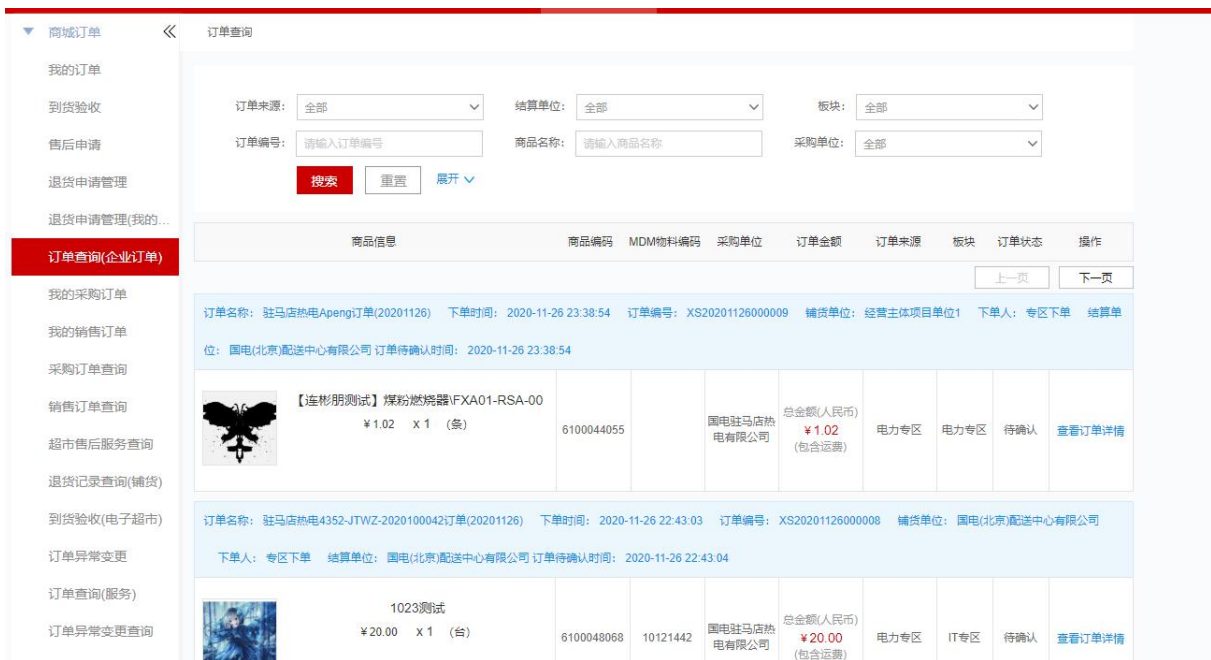 商城订单
订单查询
我的订单
到货验收
售后申请
退货申请管理
退货申请管理(我的...
订单查询(企业订单)
我的采购订单
我的销售订单
采购订单查询
销售订单查询
超市售后服务查询
退货记录查询(铺货)
到货验收(电子超市)
订单异常变更
订单查询(服务)
订单异常变更查询
订单来源: 全部 结算单位: 全部 板块: 全部
订单编号: 请输入订单编号 商品名称: 请输入商品名称 采购单位: 全部
搜索 重置 展开
商品信息 商品编码 MDM物料编码 采购单位 订单金额 订单来源 板块 订单状态 操作
上一页 下一页
订单名称: 驻马店热电Apeng订单(20201126) 下单时间: 2020-11-26 23:38:54 订单编号: XS20201126000009 铺货单位: 经营主体项目单位1 下单人: 专区下单 结算单
位: 国电(北京)配送中心有限公司 订单待确认时间: 2020-11-26 23:38:54
【连彬朋测试】煤粉燃烧器\FXA01-RSA-00
¥1.02 X 1 (条)
6100044055
国电驻马店热
电有限公司
总金额(人民币)
¥1.02
(包含运费)
电力专区 电力专区 待确认 查看订单详情
订单名称: 驻马店热电4352-JTWZ-2020100042订单(20201126) 下单时间: 2020-11-26 22:43:03 订单编号: XS20201126000008 铺货单位: 国电(北京)配送中心有限公司
下单人: 专区下单 结算单位: 国电(北京)配送中心有限公司 订单待确认时间: 2020-11-26 22:43:04
1023测试
¥20.00 X 1 (台)
6100048068 10121442
国电驻马店热
电有限公司
总金额(人民币)
¥20.00
(包含运费)
电力专区 IT专区 待确认 查看订单详情